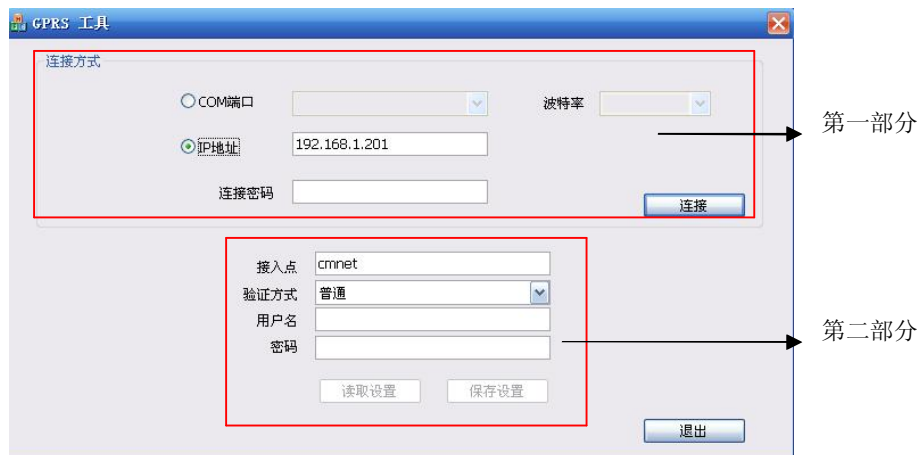 GPRS 工具
连接方式
COM端口
波特率
第一部分
IP地址
192.168.1.201
连接密码
连接
接入点
cmnet
验证方式
普通
用户名
第二部分
密码
读取设置
保存设置
退出